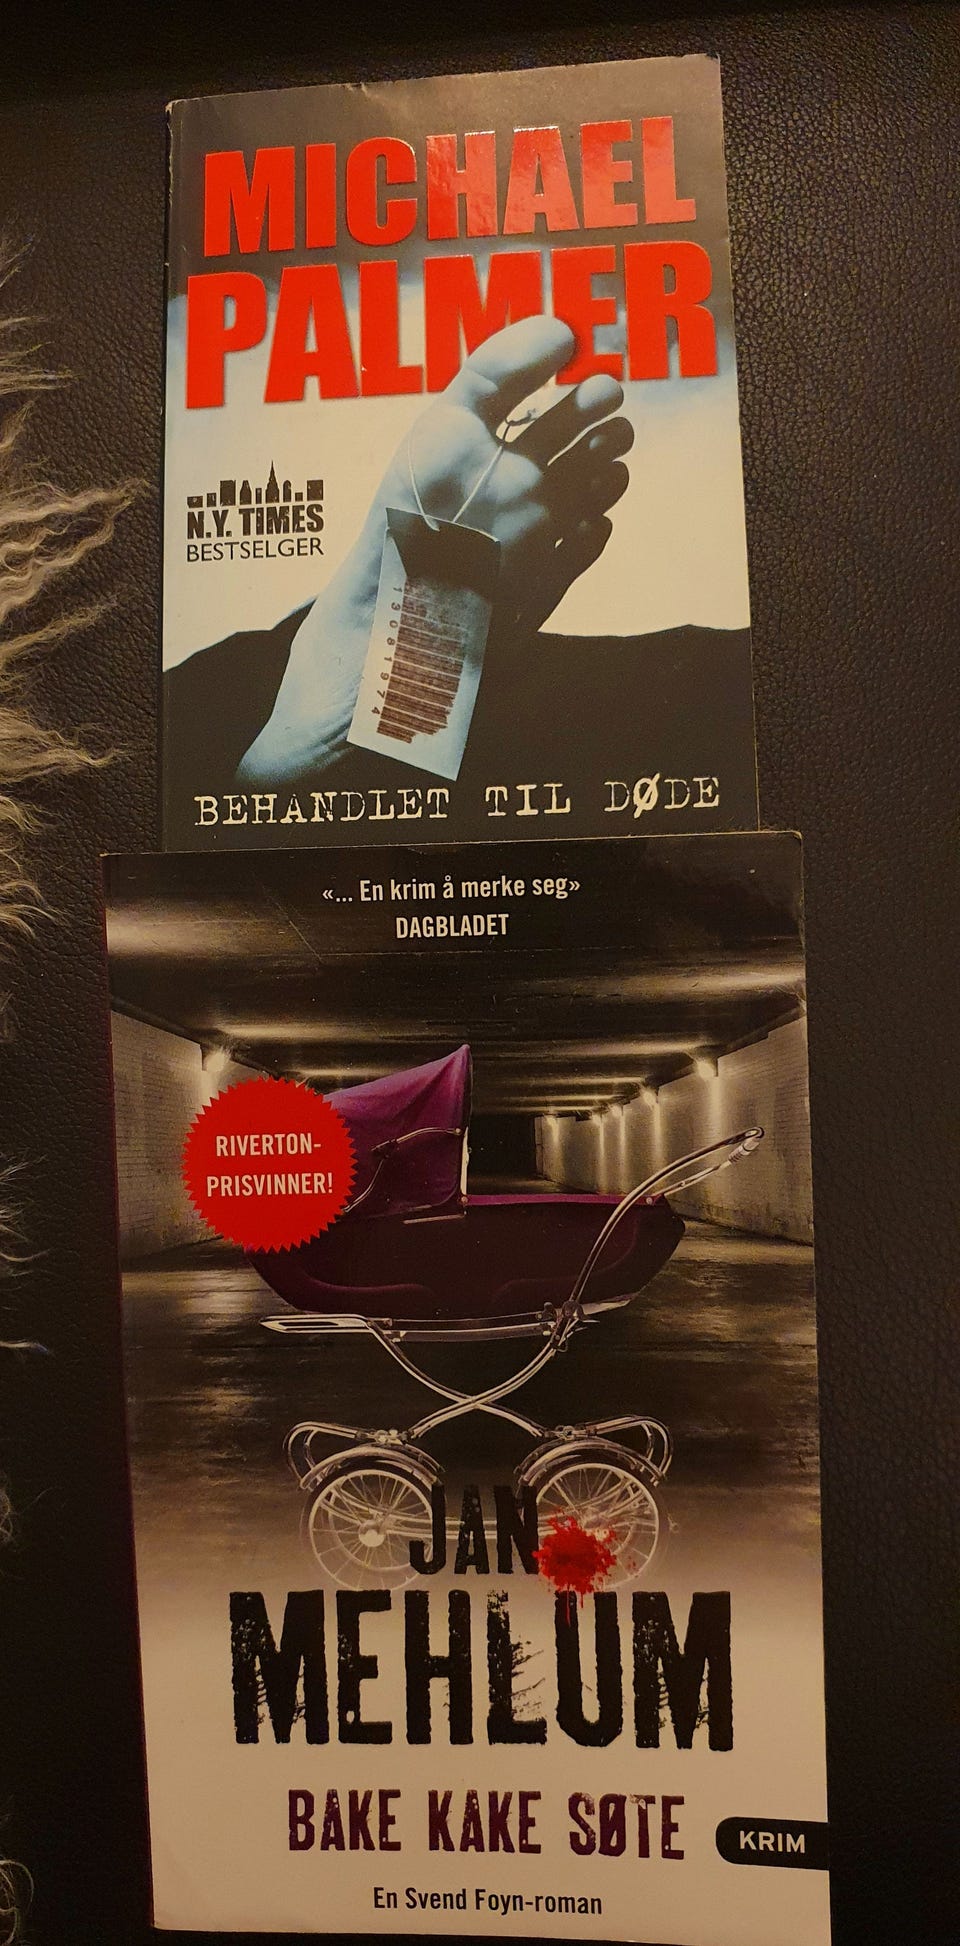 MICHAEL
PALMER
N.Y. TIMES
BESTSELGER
13081974
BEHANDLET TIL DØDE
«... En krim å merke seg»
DAGBLADET
RIVERTON-
PRISVINNER!
JAN
MEHLUM
BAKE KAKE SØTE
KRIM
En Svend Foyn-roman